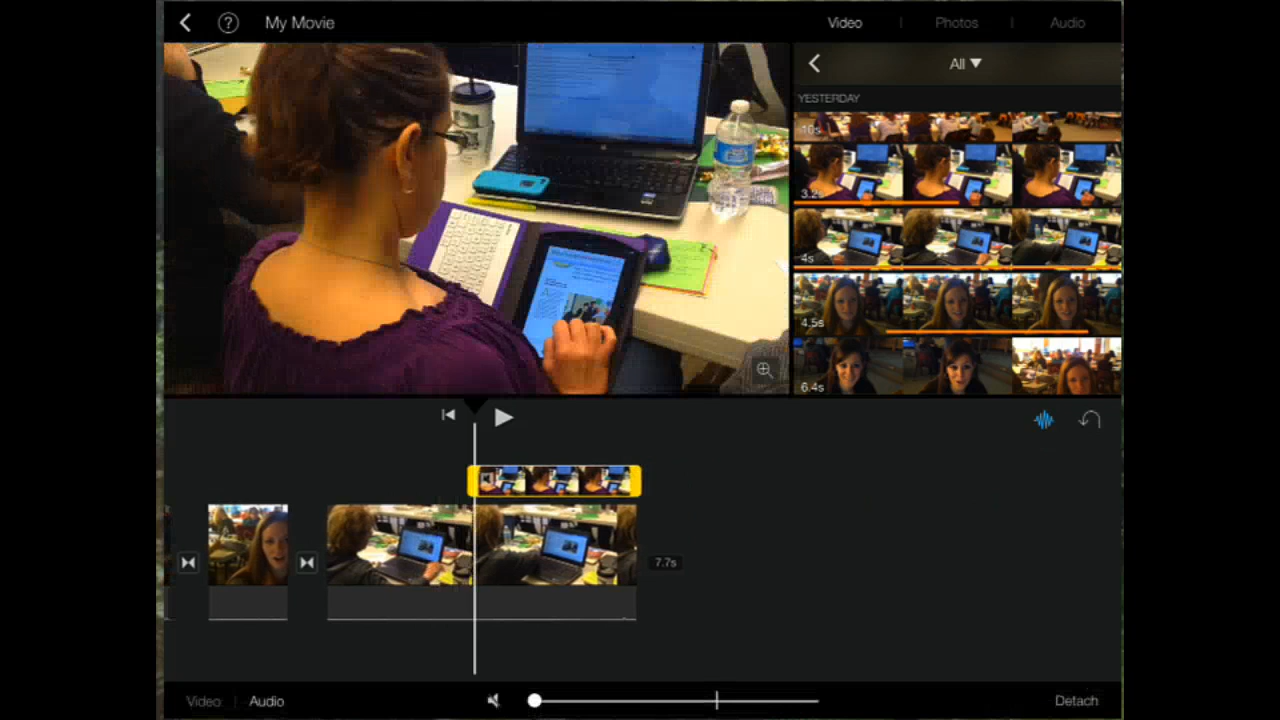 ? My Movie Video | Photos | Audio
All ▼
YESTERDAY
10s
3.2s
4s
4.5s
6.4s
7.7s
Video | Audio
Detach